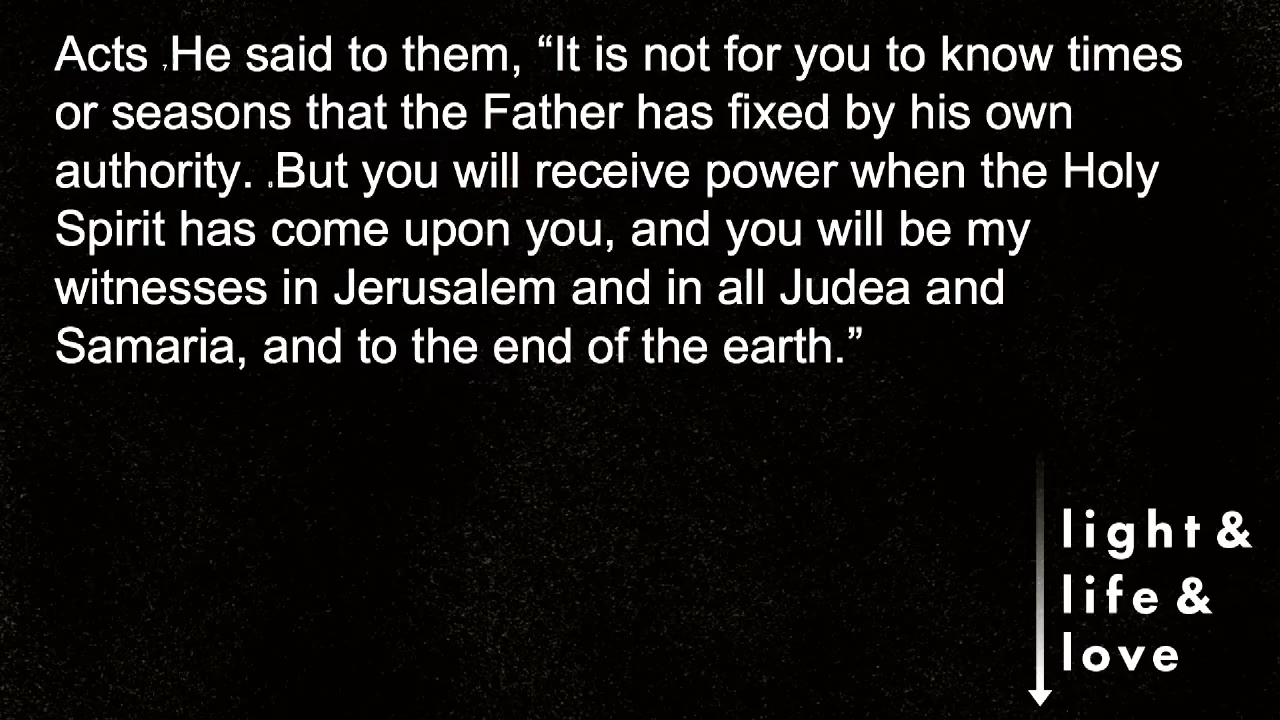 Acts 7He said to them, “It is not for you to know times
or seasons that the Father has fixed by his own
authority. 8But you will receive power when the Holy
Spirit has come upon you, and you will be my
witnesses in Jerusalem and in all Judea and
Samaria, and to the end of the earth.”
light &
life &
love